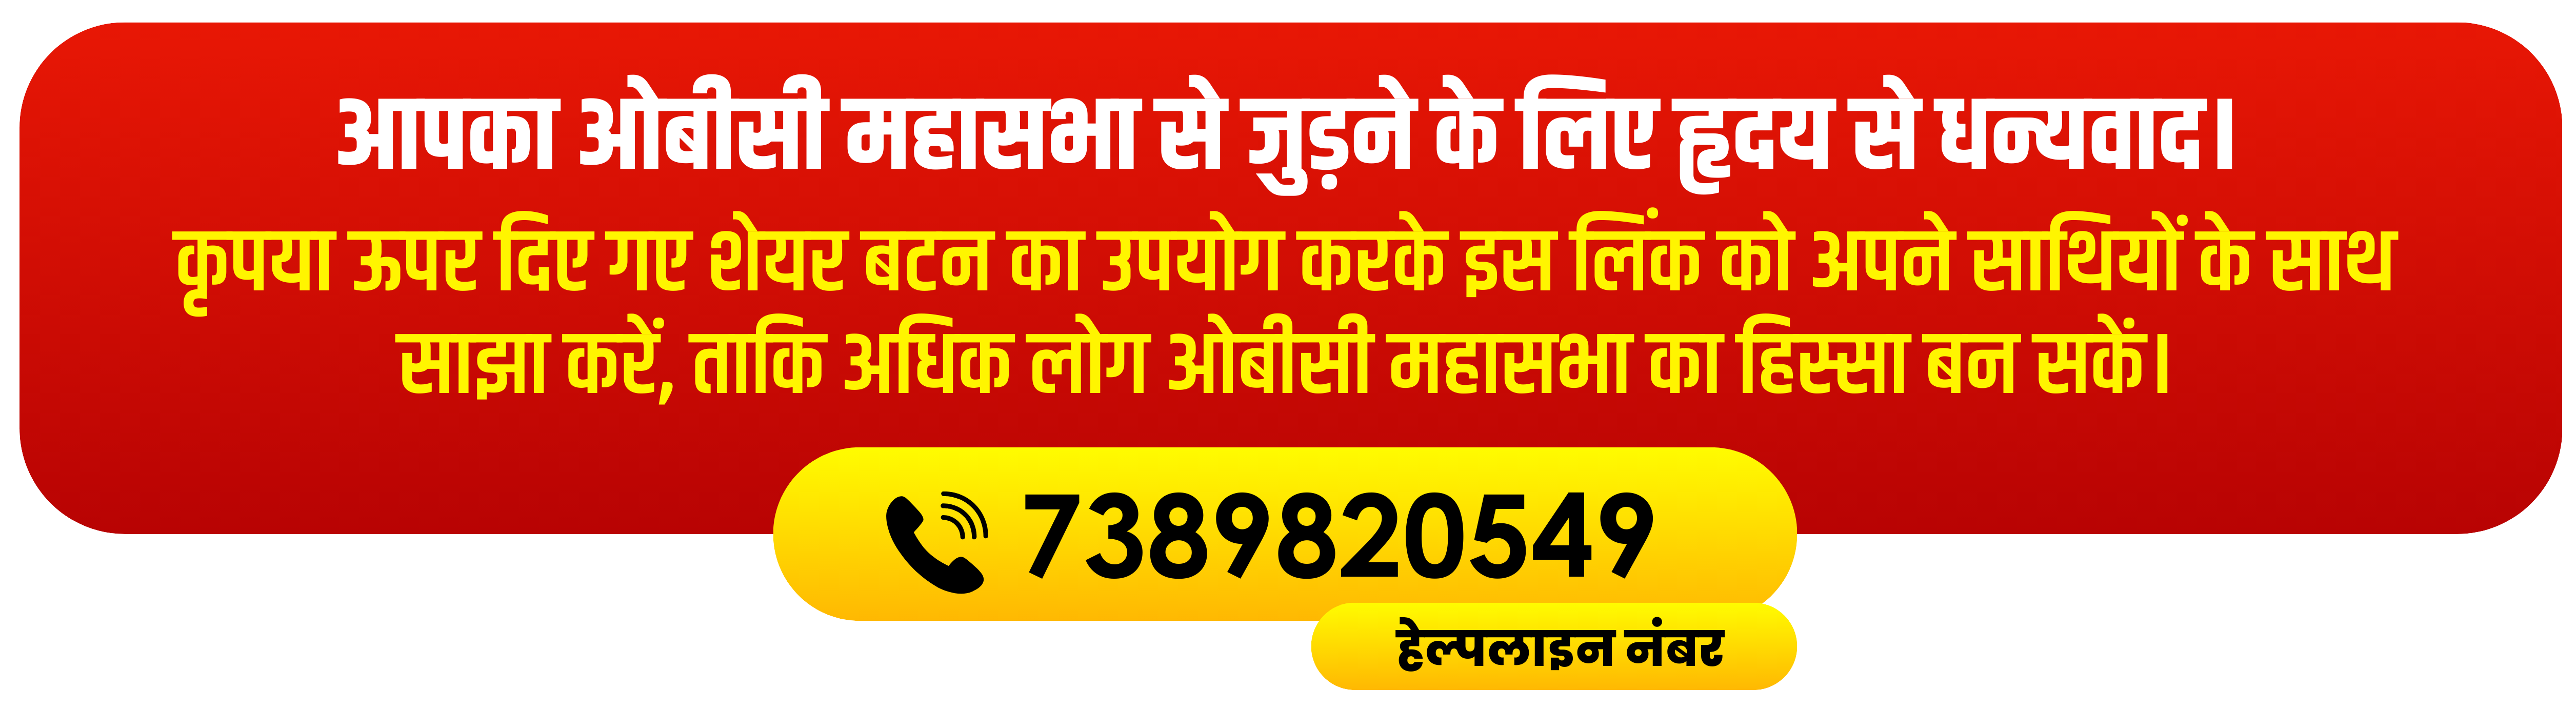 आपका ओबीसी महासभा से जुड़ने के लिए हृदय से धन्यवाद।
कृपया ऊपर दिए गए शेयर बटन का उपयोग करके इस लिंक को अपने साथियों के साथ
साझा करें, ताकि अधिक लोग ओबीसी महासभा का हिस्सा बन सकें।
7389820549
हेल्पलाइन नंबर